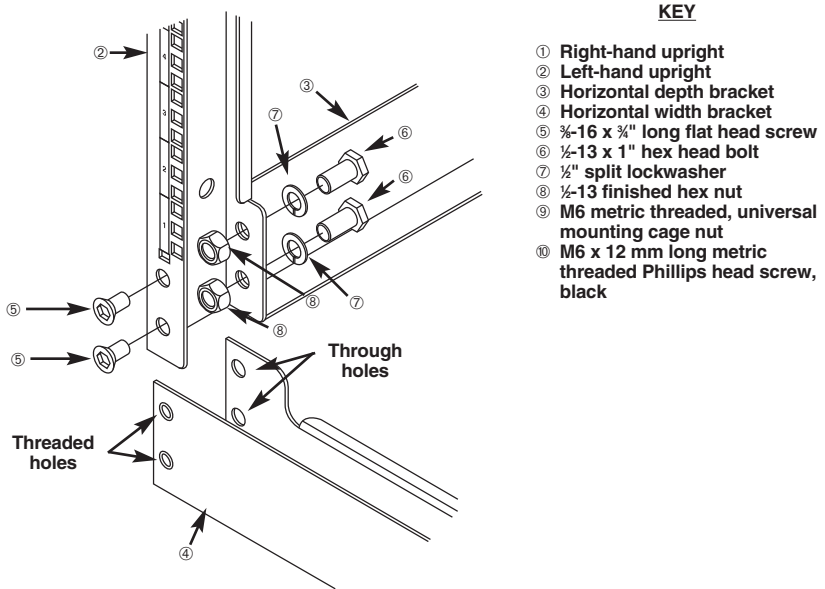 KEY
① Right-hand upright
② Left-hand upright
③ Horizontal depth bracket
④ Horizontal width bracket
⑤ ⅜-16 x ¾" long flat head screw
⑥ ½-13 x 1" hex head bolt
⑦ ½" split lockwasher
⑧ ½-13 finished hex nut
⑨ M6 metric threaded, universal
mounting cage nut
⑩ M6 x 12 mm long metric
threaded Phillips head screw,
black
②
4
3
2
1
③
⑦
⑥
⑥
⑧
⑦
⑧
⑤
⑤
Through
holes
Threaded
holes
④